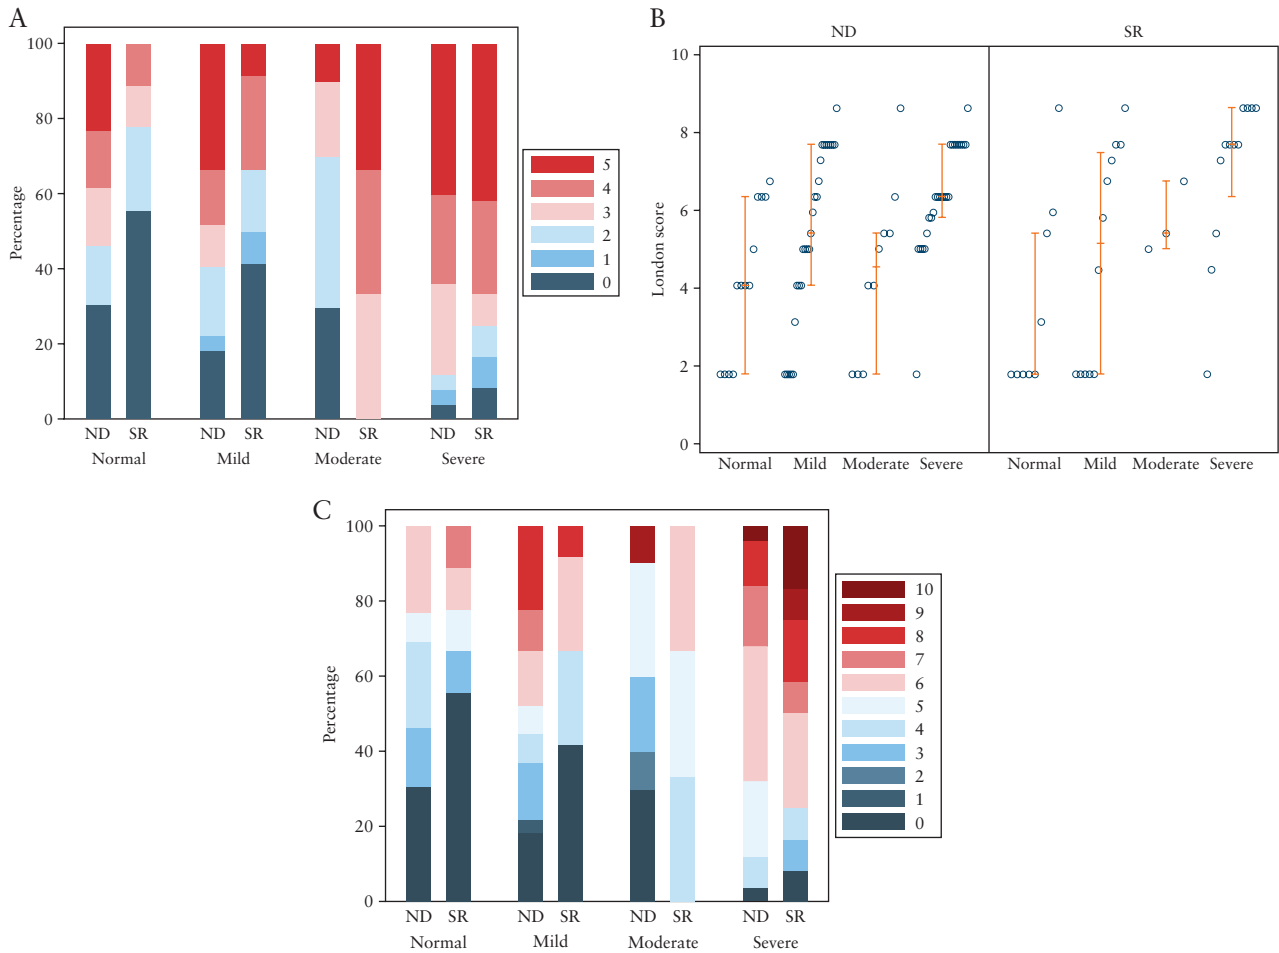 A
100
80
60
40
20
0
Percentage
ND SR ND SR ND SR ND SR
Normal Mild Moderate Severe
5
4
3
2
1
0
B
ND SR
10
8
6
4
2
0
London score
Normal Mild Moderate Severe Normal Mild Moderate Severe
C
100
80
60
40
20
0
Percentage
ND SR ND SR ND SR ND SR
Normal Mild Moderate Severe
10
9
8
7
6
5
4
3
2
1
0